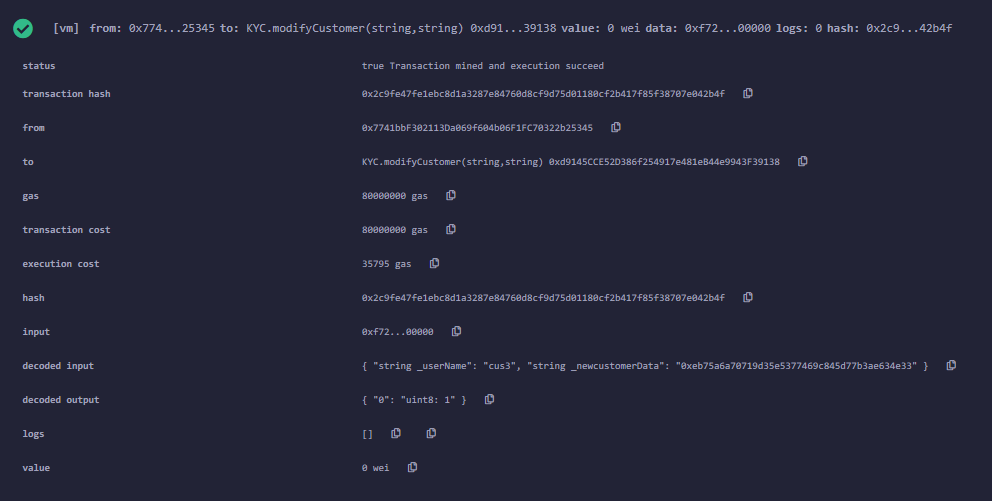 [vm] from: 0x774...25345 to: KYC.modifyCustomer(string,string) 0xd91...39138 value: 0 wei data: 0xf72...00000 logs: 0 hash: 0x2c9...42b4f
status true Transaction mined and execution succeed
transaction hash 0x2c9fe47fe1ebc8d1a3287e84760d8cf9d75d01180cf2b417f85f38707e042b4f
from 0x7741bbF302113Da069f604b06F1FC70322b25345
to KYC.modifyCustomer(string,string) 0xd9145CCE52D386f254917e481eB44e9943F39138
gas 80000000 gas
transaction cost 80000000 gas
execution cost 35795 gas
hash 0x2c9fe47fe1ebc8d1a3287e84760d8cf9d75d01180cf2b417f85f38707e042b4f
input 0xf72...00000
decoded input { "string _userName": "cus3", "string _newcustomerData": "0xeb75a6a70719d35e5377469c845d77b3ae634e33" }
decoded output { "0": "uint8: 1" }
logs []
value 0 wei